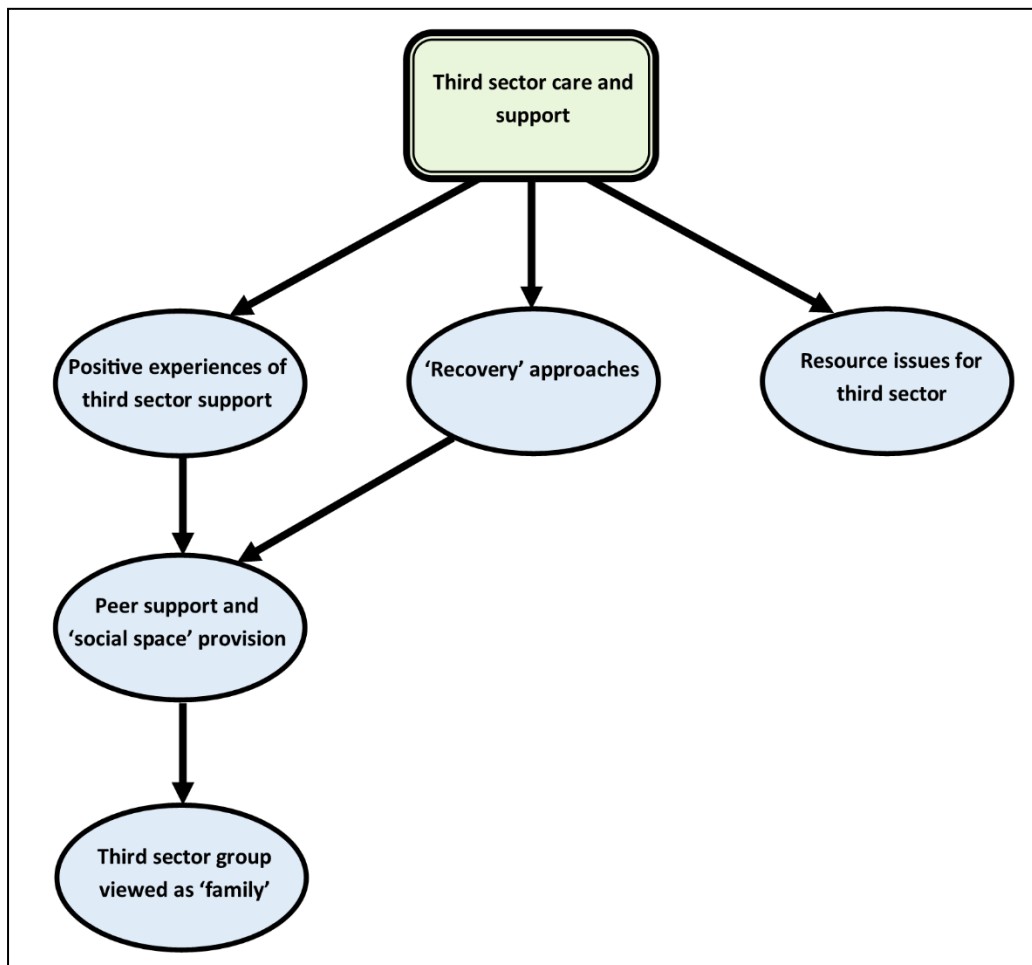 Third sector care and
support
Positive experiences of
third sector support
‘Recovery’ approaches
Resource issues for
third sector
Peer support and
‘social space’ provision
Third sector group
viewed as ‘family’